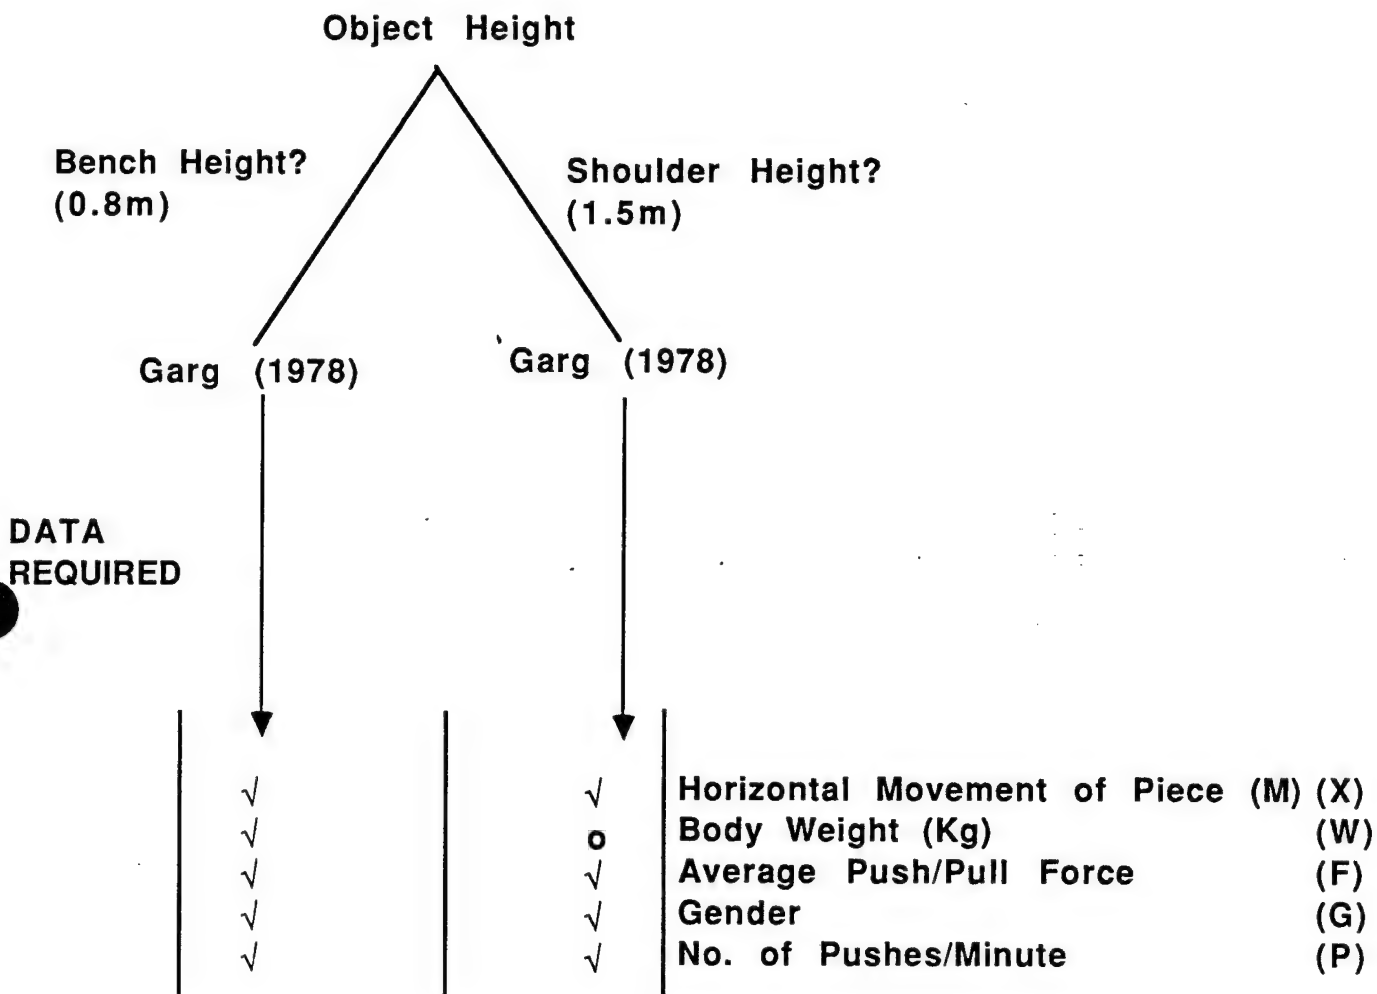 Object Height
Bench Height?
(0.8m)
Shoulder Height?
(1.5m)
Garg (1978)
Garg (1978)
DATA
REQUIRED
√ √ Horizontal Movement of Piece (M) (X)
√ o Body Weight (Kg) (W)
√ √ Average Push/Pull Force (F)
√ √ Gender (G)
√ √ No. of Pushes/Minute (P)